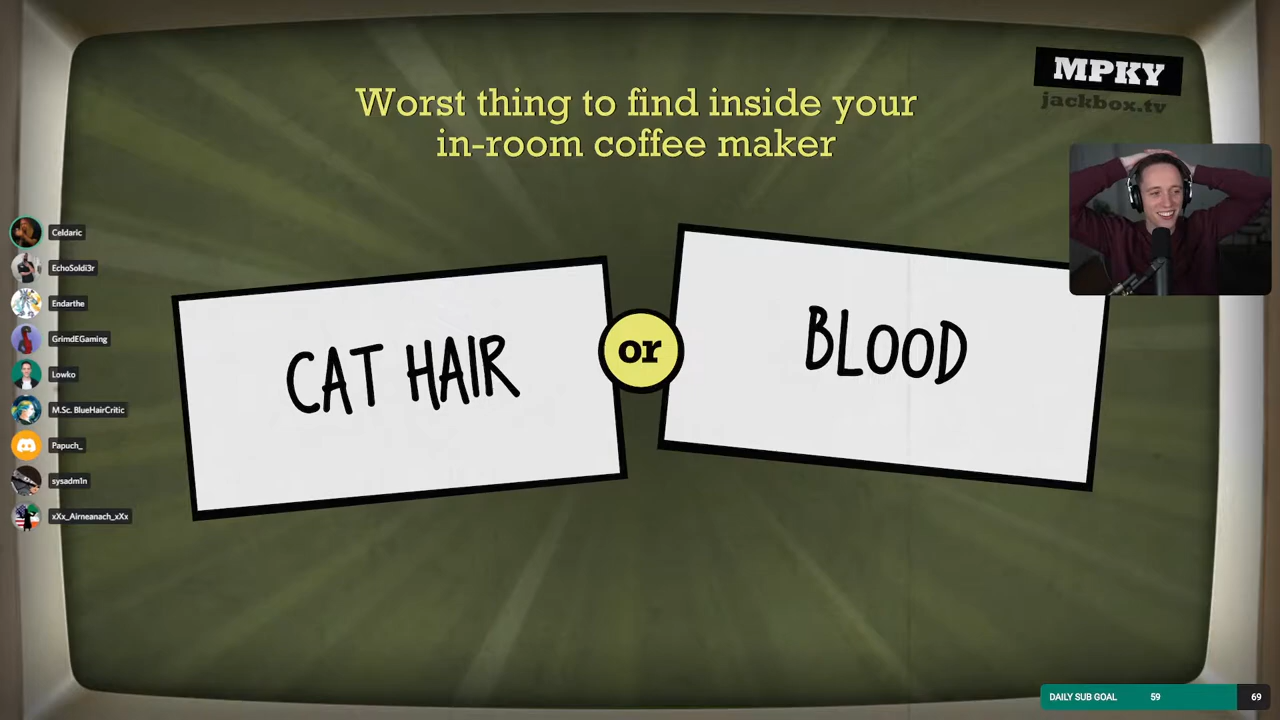 MPKY
jackbox.tv
Worst thing to find inside your
in-room coffee maker
CAT HAIR
or
BLOOD
Celdaric
EchoSoldi3r
Endarthe
GrimdEGaming
Lowko
M.Sc. BlueHairCritic
Papuch_
sysadm1n
xXx_Airneanach_xXx
DAILY SUB GOAL 59 69